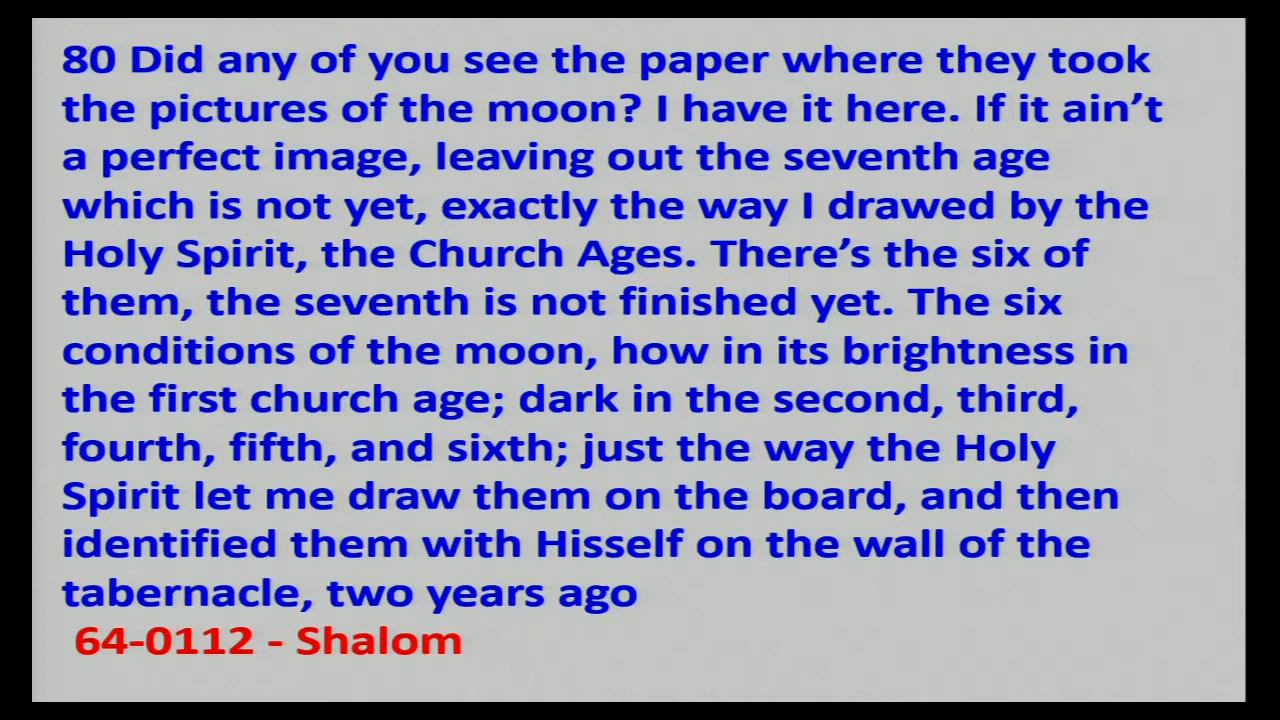 80 Did any of you see the paper where they took
the pictures of the moon? I have it here. If it ain’t
a perfect image, leaving out the seventh age
which is not yet, exactly the way I drawed by the
Holy Spirit, the Church Ages. There’s the six of
them, the seventh is not finished yet. The six
conditions of the moon, how in its brightness in
the first church age; dark in the second, third,
fourth, fifth, and sixth; just the way the Holy
Spirit let me draw them on the board, and then
identified them with Hisself on the wall of the
tabernacle, two years ago
64-0112 - Shalom